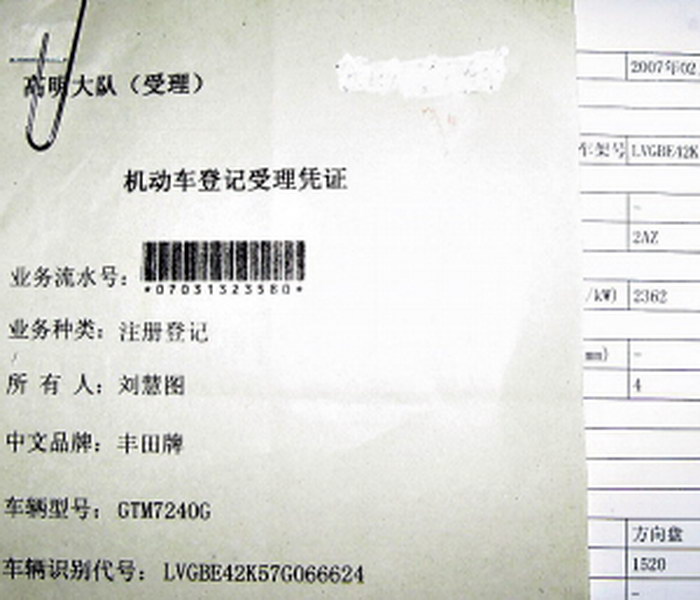 高明大队（受理）
机动车登记受理凭证
业务流水号：
*07031323580*
业务种类：注册登记
所 有 人：刘慧图
中文品牌：丰田牌
车辆型号：GTM7240G
车辆识别代号：LVGBE42K57G066624
2007年02
车架号 LVGBE42K
-
2AZ
/kW) 2362
mm) -
4
方向盘
1520
-